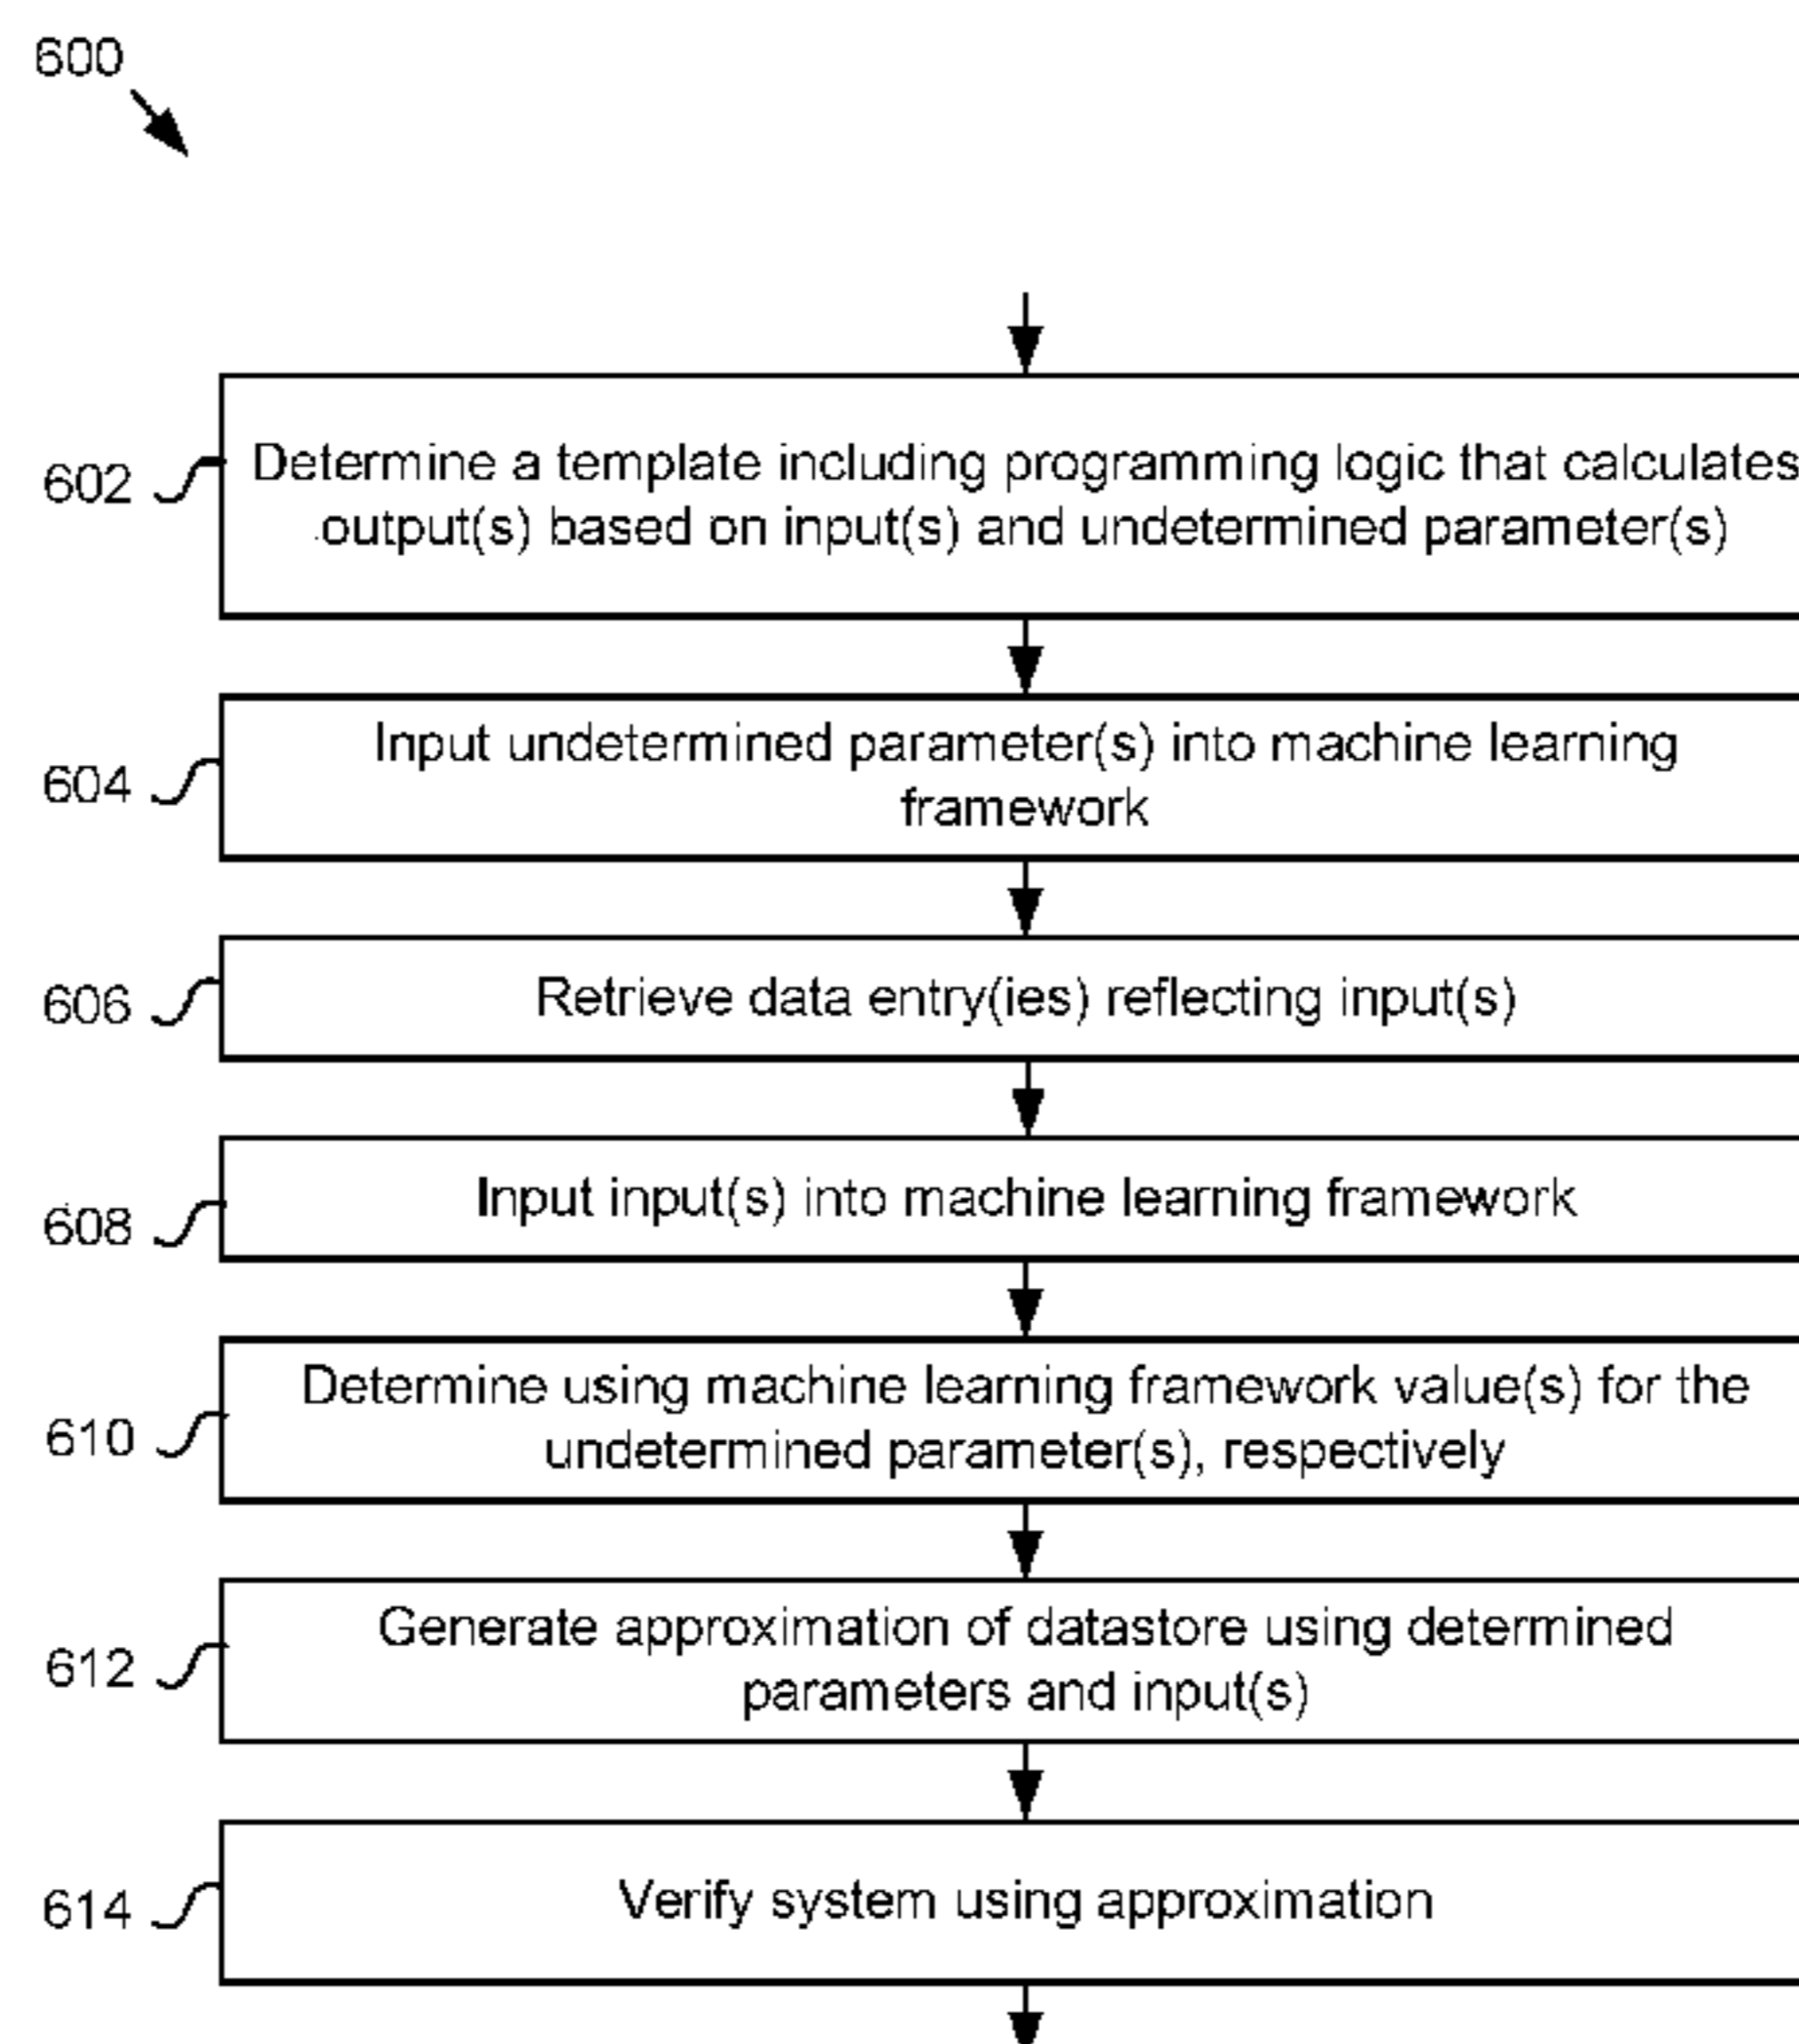 600
602
Determine a template including programming logic that calculates
output(s) based on input(s) and undetermined parameter(s)
604
Input undetermined parameter(s) into machine learning
framework
606
Retrieve data entry(ies) reflecting input(s)
608
Input input(s) into machine learning framework
610
Determine using machine learning framework value(s) for the
undetermined parameter(s), respectively
612
Generate approximation of datastore using determined
parameters and input(s)
614
Verify system using approximation